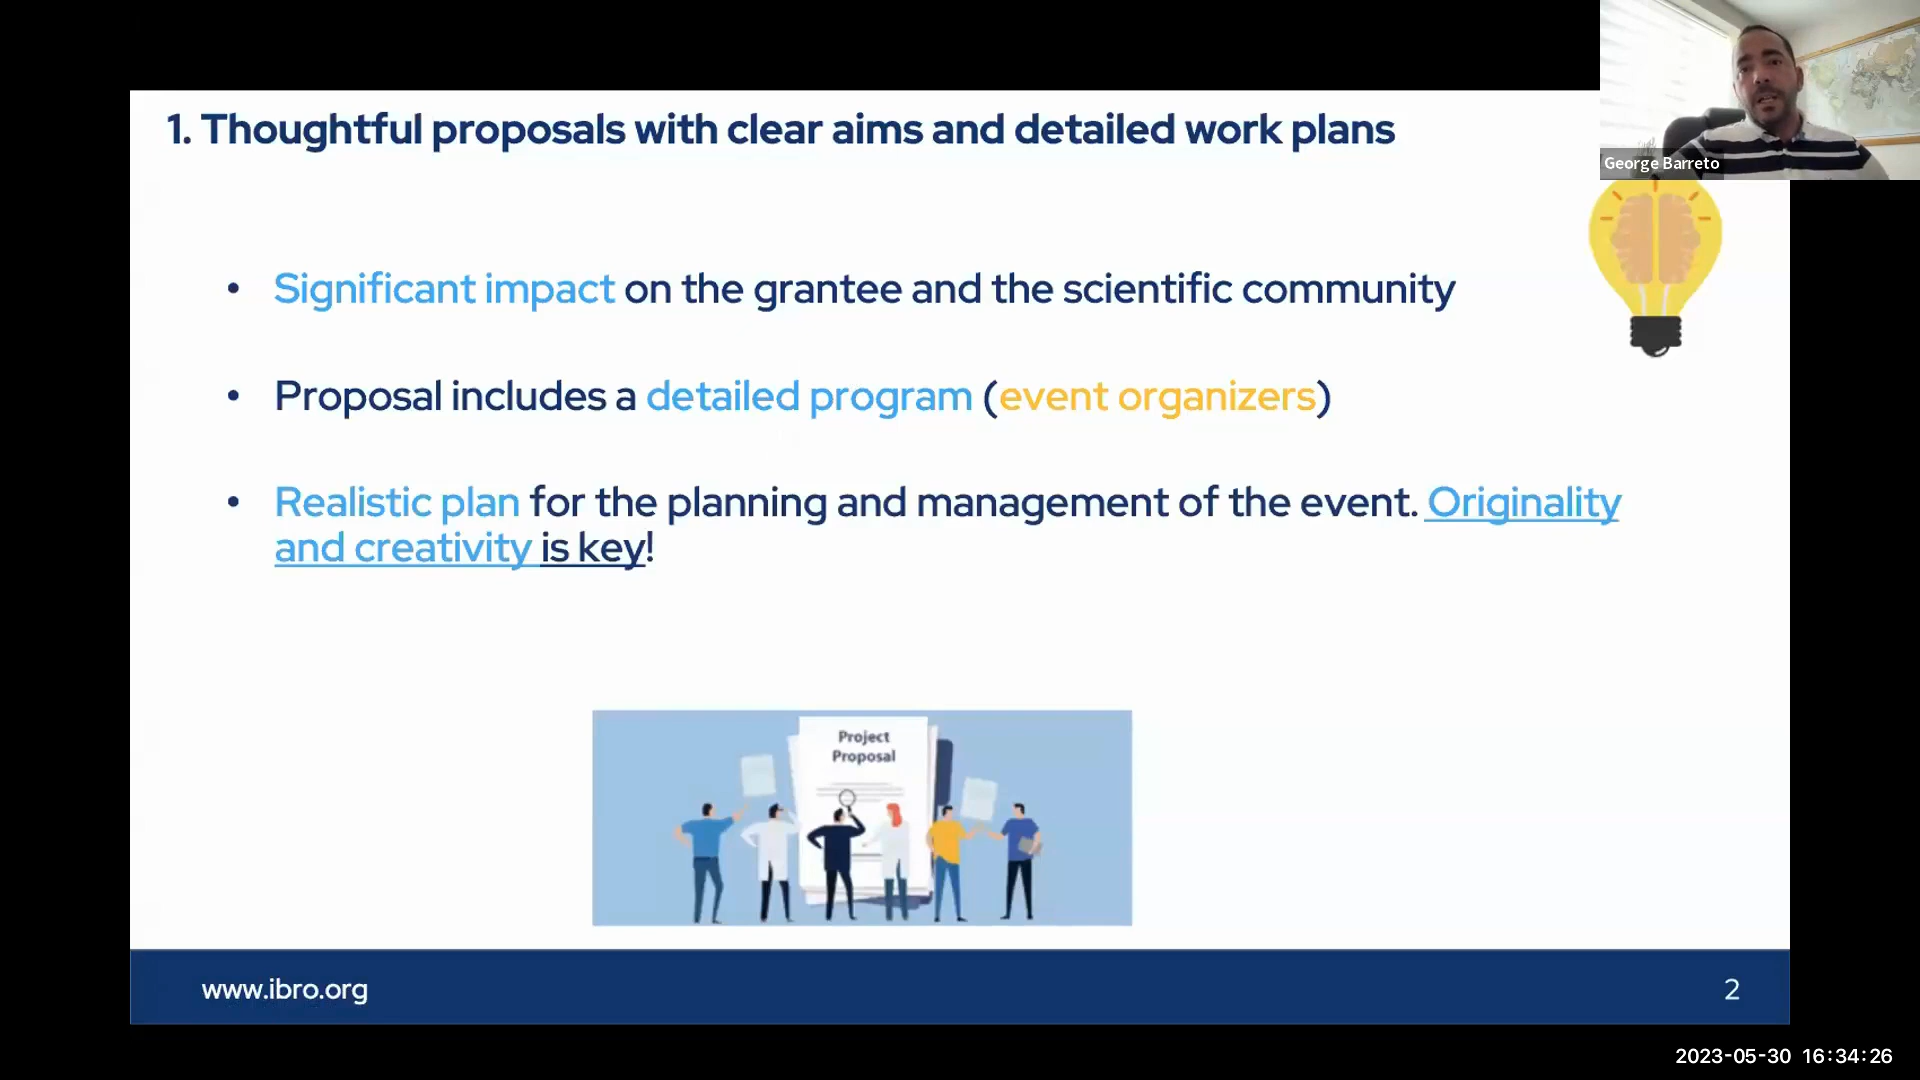 1. Thoughtful proposals with clear aims and detailed work plans
George Barreto
• Significant impact on the grantee and the scientific community
• Proposal includes a detailed program (event organizers)
• Realistic plan for the planning and management of the event. Originality
and creativity is key!
Project
Proposal
www.ibro.org
2
2023-05-30 16:34:26